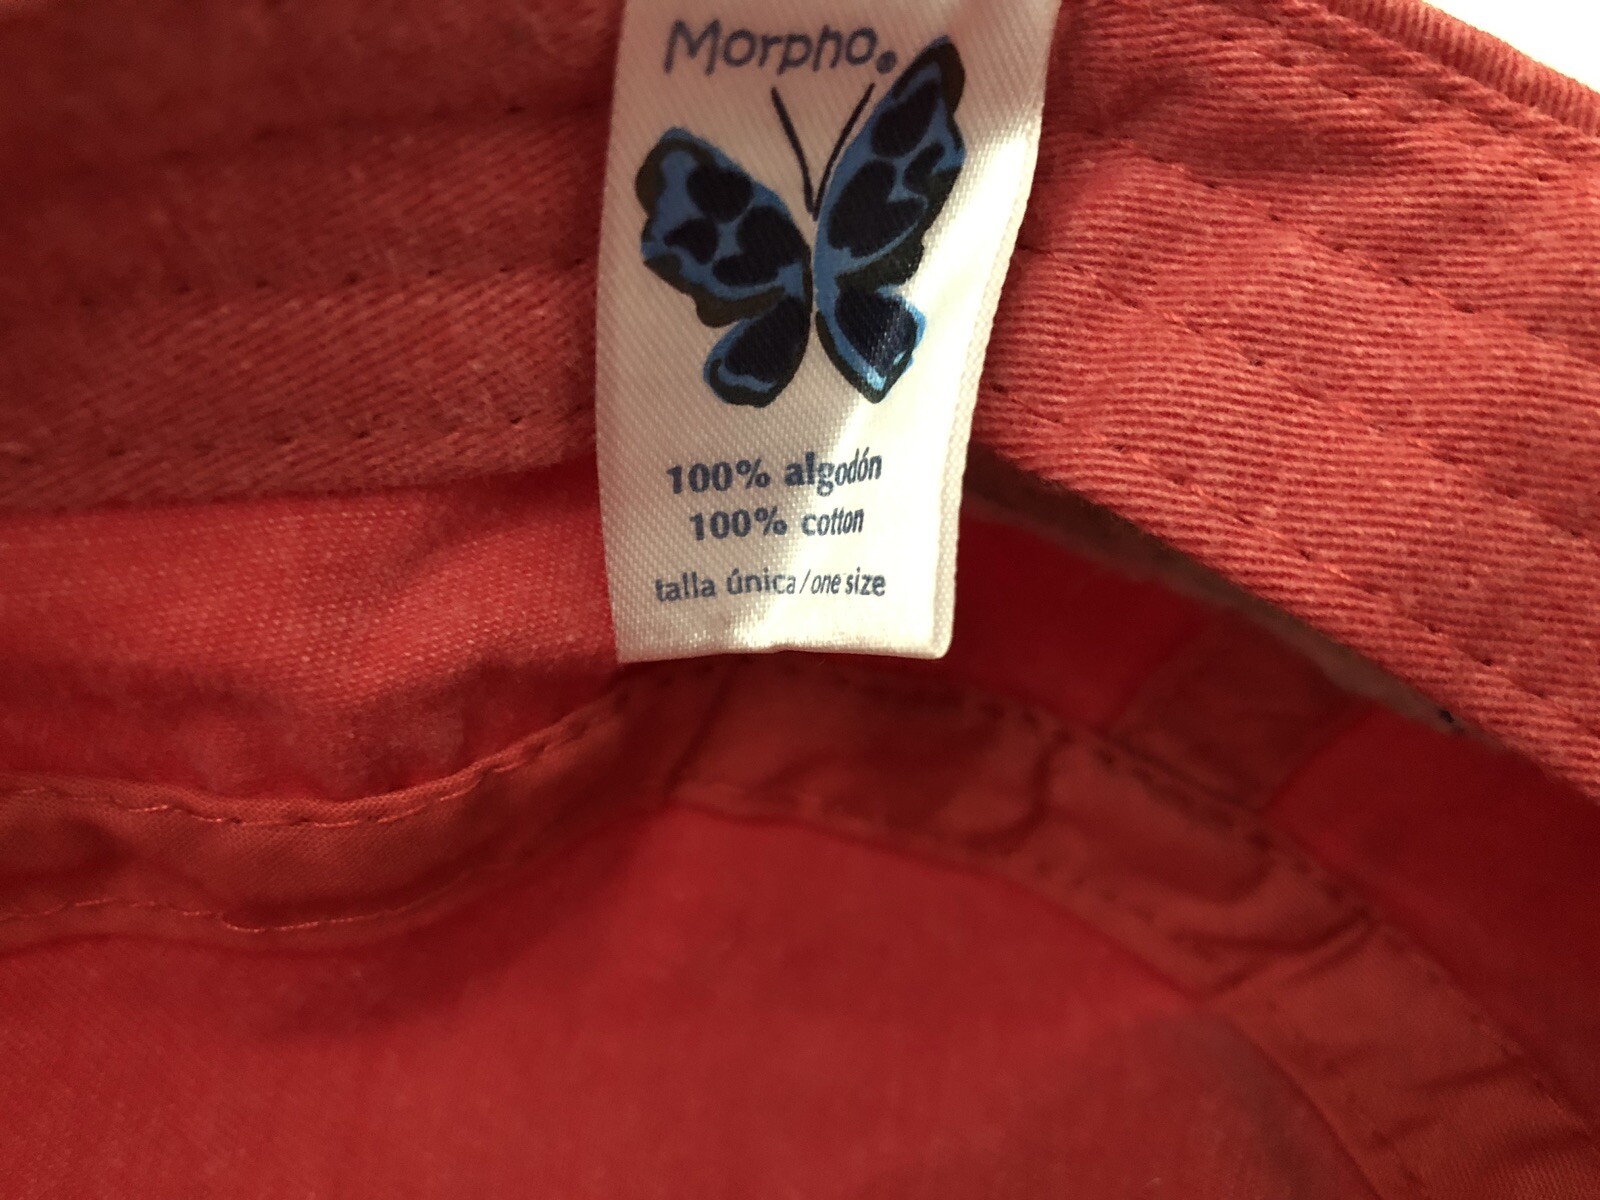 Morpho®
100% algodón
100% cotton
talla única/one size